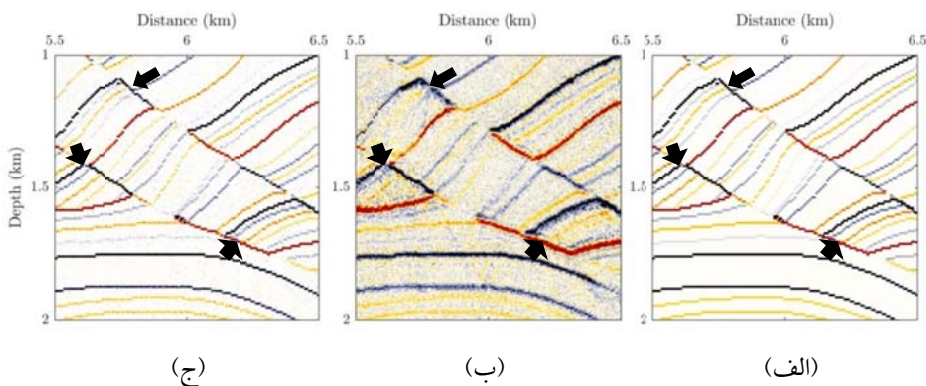 Distance (km) Distance (km) Distance (km)
5.5 6 6.5 5.5 6 6.5 5.5 6 6.5
1 1 1
Depth (km)
1.5 1.5 1.5
2 2 2
(ج) (ب) (الف)